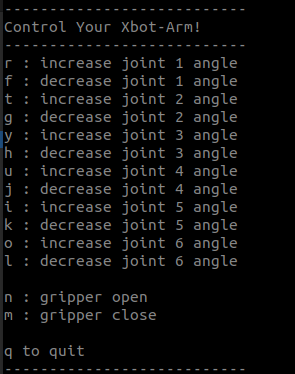 ---------------------------
Control Your Xbot-Arm!
---------------------------
r : increase joint 1 angle
f : decrease joint 1 angle
t : increase joint 2 angle
g : decrease joint 2 angle
y : increase joint 3 angle
h : decrease joint 3 angle
u : increase joint 4 angle
j : decrease joint 4 angle
i : increase joint 5 angle
k : decrease joint 5 angle
o : increase joint 6 angle
l : decrease joint 6 angle

n : gripper open
m : gripper close

q to quit
---------------------------